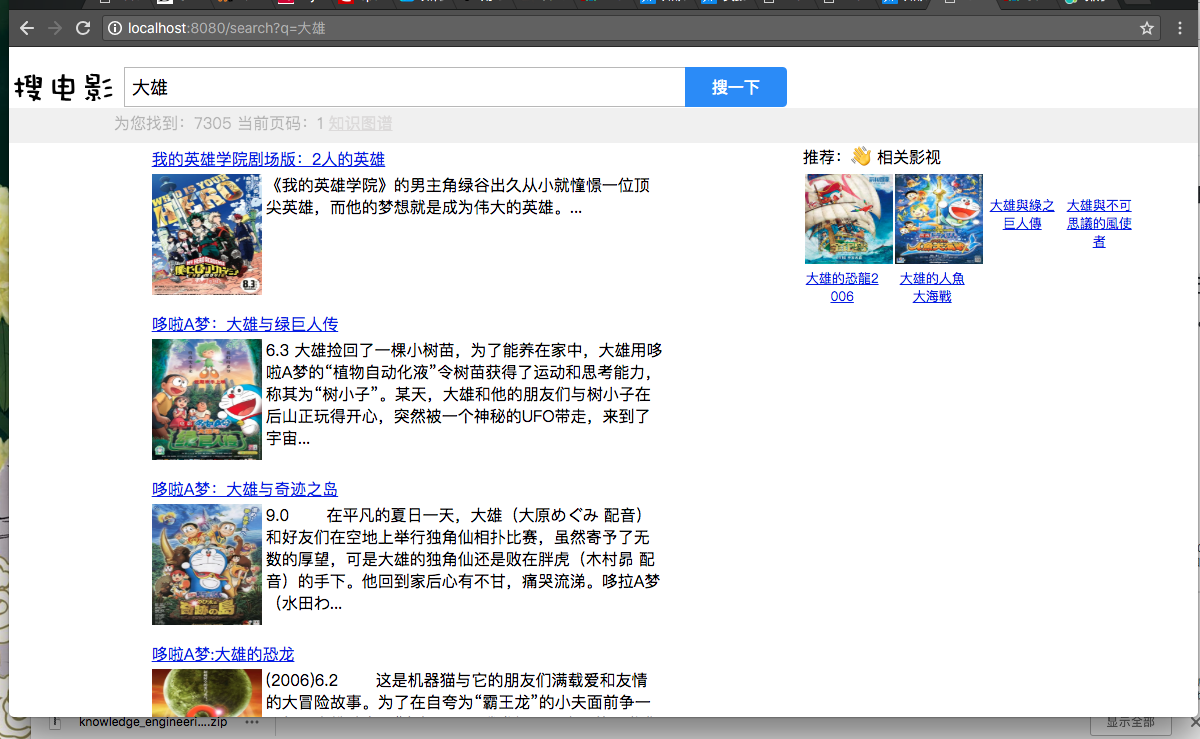 localhost:8080/search?q=大雄
搜电影
大雄
搜一下
为您找到：7305 当前页码：1 知识图谱
我的英雄学院剧场版：2人的英雄
《我的英雄学院》的男主角绿谷出久从小就憧憬一位顶
尖英雄，而他的梦想就是成为伟大的英雄。...
8.3
哆啦A梦：大雄与绿巨人传
6.3 大雄捡回了一棵小树苗，为了能养在家中，大雄用哆
啦A梦的“植物自动化液”令树苗获得了运动和思考能力，
称其为“树小子”。某天，大雄和他的朋友们与树小子在
后山正玩得开心，突然被一个神秘的UFO带走，来到了
宇宙...
哆啦A梦：大雄与奇迹之岛
9.0 在平凡的夏日一天，大雄（大原めぐみ 配音）
和好友们在空地上举行独角仙相扑比赛，虽然寄予了无
数的厚望，可是大雄的独角仙还是败在胖虎（木村昴 配
音）的手下。他回到家后心有不甘，痛哭流涕。哆拉A梦
（水田わ...
哆啦A梦:大雄的恐龙
(2006)6.2 这是机器猫与它的朋友们满载爱和友情
的大冒险故事。为了在自夸为“霸王龙”的小夫面前争一
推荐：👋 相关影视
大雄的恐龍2
006
大雄的人魚
大海戰
大雄與綠之
巨人傳
大雄與不可
思議的風使
者
knowledge_engineeri....zip
显示全部